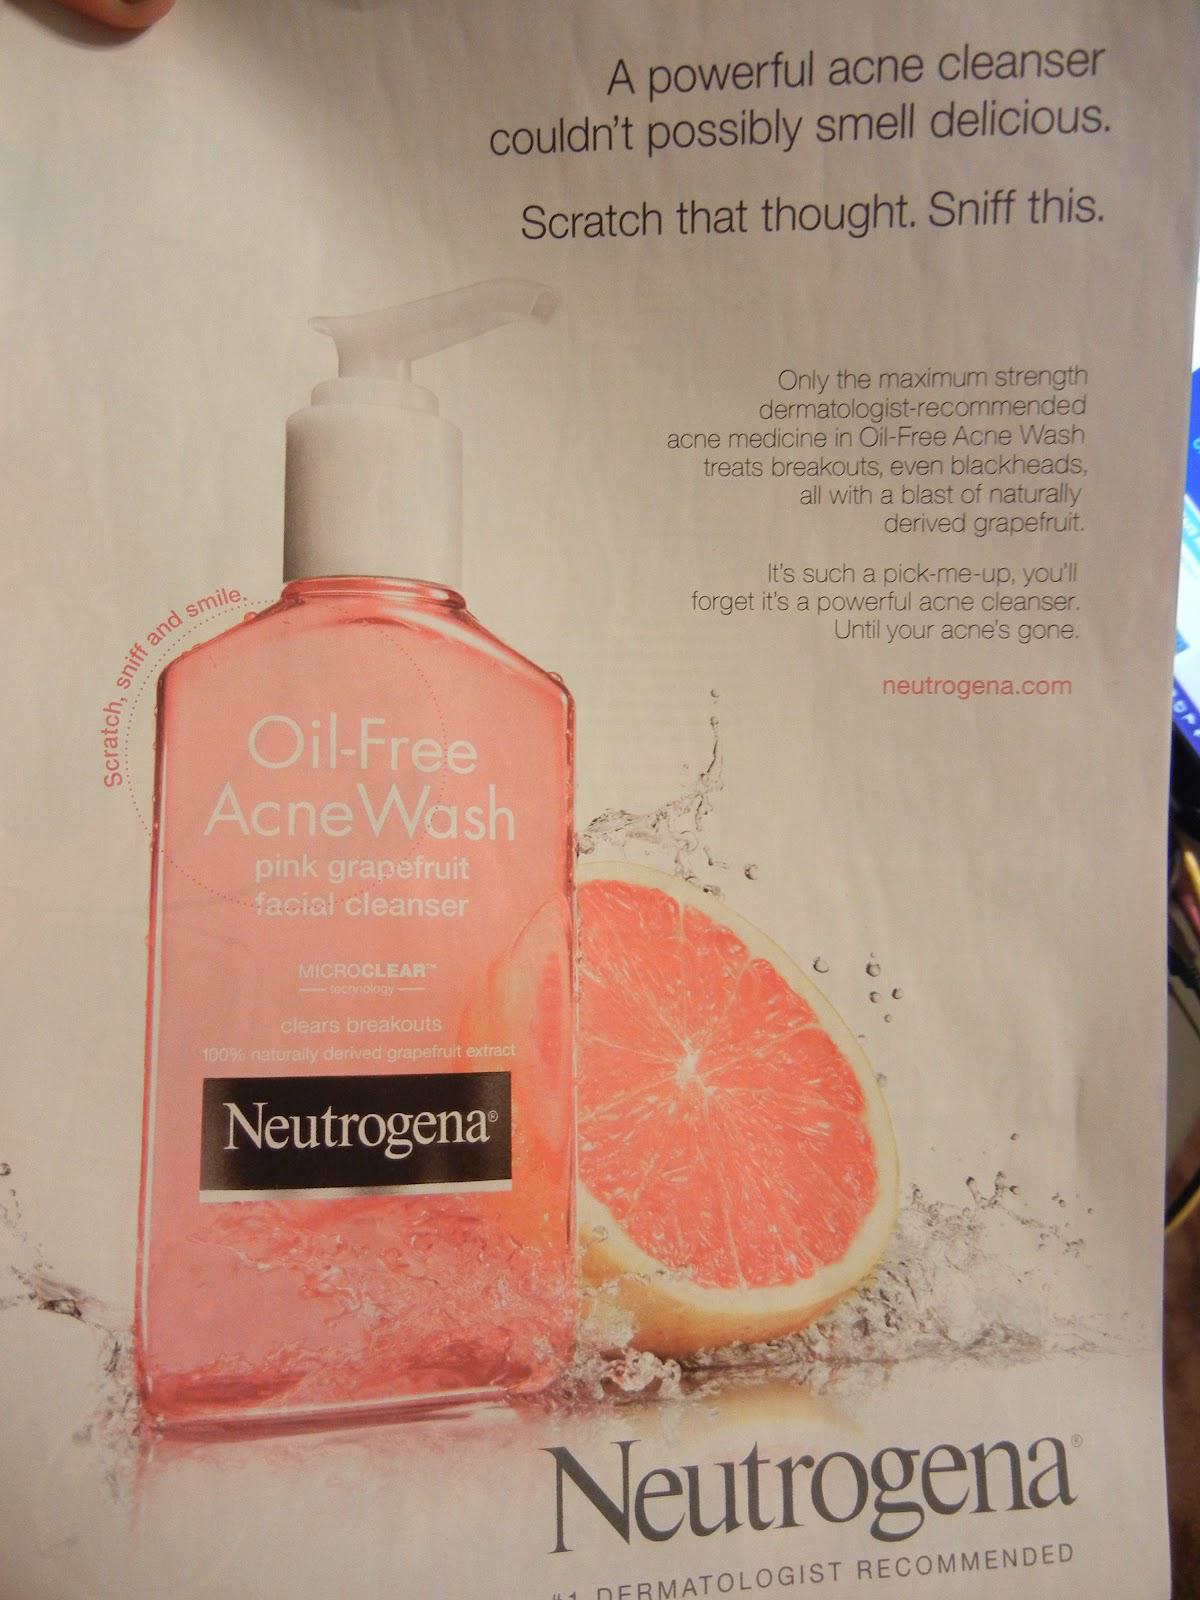 A powerful acne cleanser
couldn't possibly smell delicious.
Scratch that thought. Sniff this.
Only the maximum strength
dermatologist-recommended
acne medicine in Oil-Free Acne Wash
treats breakouts, even blackheads,
all with a blast of naturally
derived grapefruit.
It's such a pick-me-up, you'll
forget it's a powerful acne cleanser.
Until your acne's gone.
neutrogena.com
Scratch, sniff and smile.
Oil-Free
Acne Wash
pink grapefruit
facial cleanser
MICROCLEAR™
technology
clears breakouts
100% naturally derived grapefruit extract
Neutrogena®
Neutrogena®
#1 DERMATOLOGIST RECOMMENDED